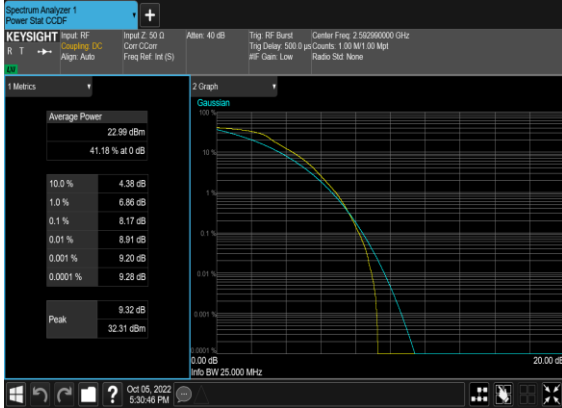 Spectrum Analyzer 1
Power Stat CCDF
KEYSIGHT
R T
LXI
Input: RF
Coupling: DC
Align: Auto
Input Z: 50 Ω
Corr CCorr
Freq Ref: Int (S)
Atten: 40 dB
Trig: RF Burst
Trig Delay: 500.0 µs
#IF Gain: Low
Center Freq: 2.592990000 GHz
Counts: 1.00 M/1.00 Mpt
Radio Std: None
1 Metrics
Average Power
22.99 dBm
41.18 % at 0 dB
10.0 % 4.38 dB
1.0 % 6.86 dB
0.1 % 8.17 dB
0.01 % 8.91 dB
0.001 % 9.20 dB
0.0001 % 9.28 dB
Peak
9.32 dB
32.31 dBm
2 Graph
Gaussian
100 %
10 %
1 %
0.1 %
0.01 %
0.001 %
0.0001 %
0.00 dB
20.00 dB
Info BW 25.000 MHz
?
Oct 05, 2022
5:30:46 PM